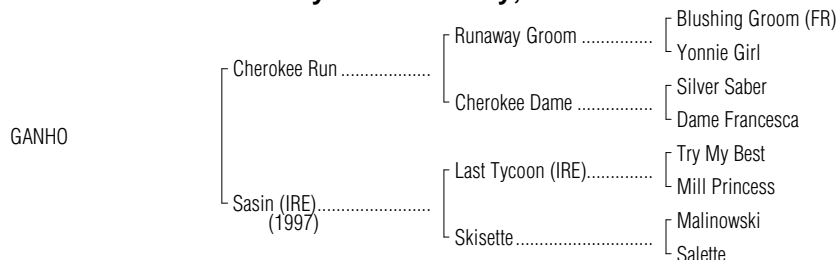 Blushing Groom (FR)
Runaway Groom ..............
Yonnie Girl
Cherokee Run ..................
Silver Saber
Cherokee Dame ...............
Dame Francesca
GANHO
Try My Best
Last Tycoon (IRE).............
Mill Princess
Sasin (IRE).......................
(1997)
Malinowski
Skisette...........................
Salette